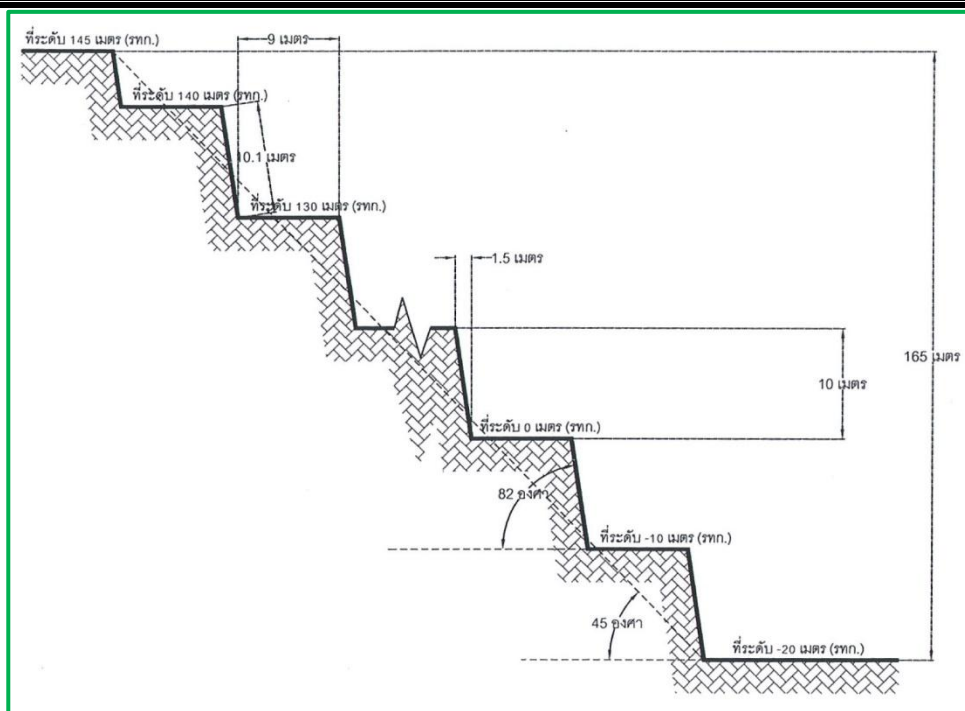 ที่ระดับ 145 เมตร (รทก.)
9 เมตร
ที่ระดับ 140 เมตร (รทก.)
10.1 เมตร
ที่ระดับ 130 เมตร (รทก.)
1.5 เมตร
165 เมตร
10 เมตร
ที่ระดับ 0 เมตร (รทก.)
82 องศา
ที่ระดับ -10 เมตร (รทก.)
45 องศา
ที่ระดับ -20 เมตร (รทก.)